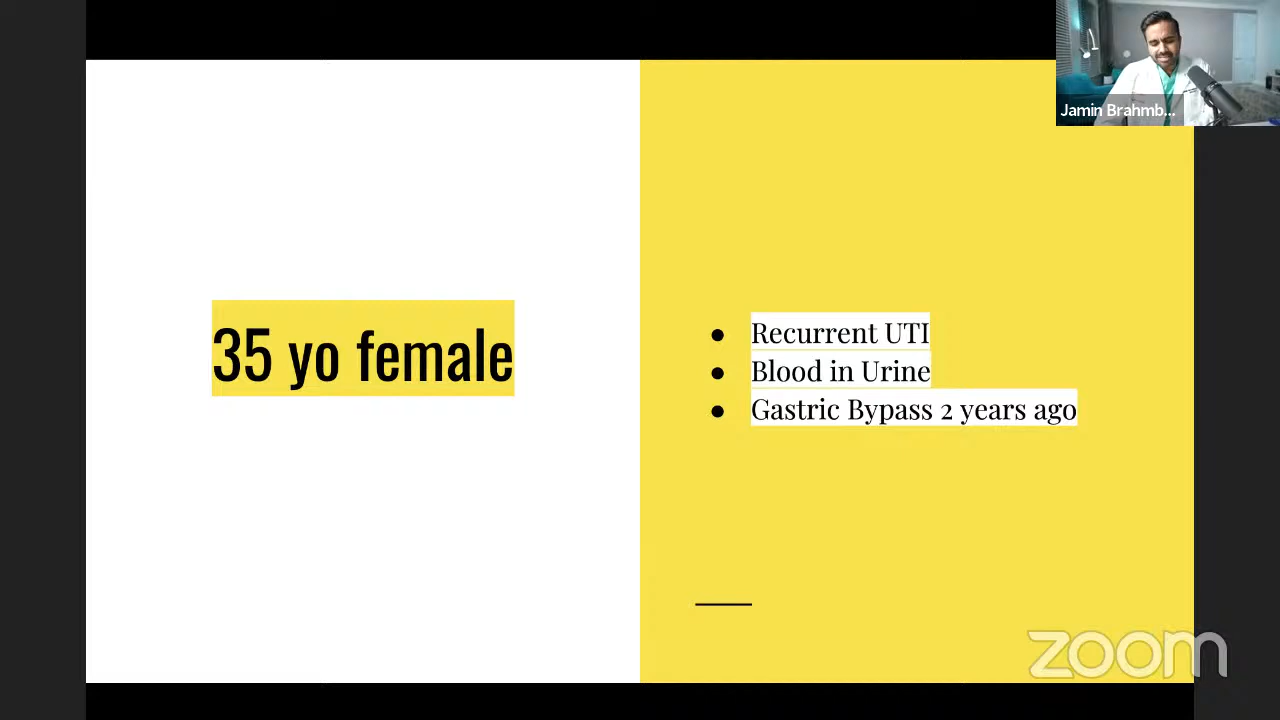 Jamin Brahmb...
35 yo female
Recurrent UTI
Blood in Urine
Gastric Bypass 2 years ago
zoom